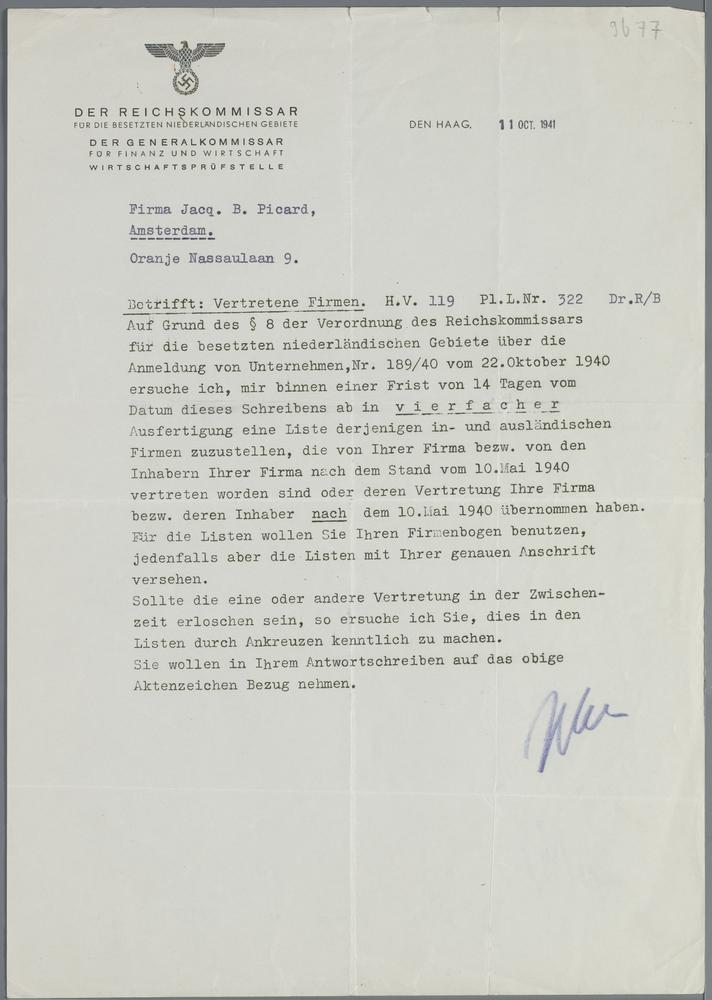 9677
DER REICHSKOMMISSAR
FÜR DIE BESETZTEN NIEDERLÄNDISCHEN GEBIETE
DER GENERALKOMMISSAR
FÜR FINANZ UND WIRTSCHAFT
WIRTSCHAFTSPRÜFSTELLE
DEN HAAG, 11 OCT. 1941
Firma Jacq. B. Picard,
Amsterdam.
Oranje Nassaulaan 9.
Betrifft: Vertretene Firmen. H.V. 119 Pl.L.Nr. 322 Dr.R/B
Auf Grund des § 8 der Verordnung des Reichskommissars
für die besetzten niederländischen Gebiete über die
Anmeldung von Unternehmen,Nr. 189/40 vom 22.Oktober 1940
ersuche ich, mir binnen einer Frist von 14 Tagen vom
Datum dieses Schreibens ab in v i e r f a c h e r
Ausfertigung eine Liste derjenigen in- und ausländischen
Firmen zuzustellen, die von Ihrer Firma bezw. von den
Inhabern Ihrer Firma nach dem Stand vom 10.Mai 1940
vertreten worden sind oder deren Vertretung Ihre Firma
bezw. deren Inhaber nach dem 10.Mai 1940 übernommen haben.
Für die Listen wollen Sie Ihren Firmenbogen benutzen,
jedenfalls aber die Listen mit Ihrer genauen Anschrift
versehen.
Sollte die eine oder andere Vertretung in der Zwischen-
zeit erloschen sein, so ersuche ich Sie, dies in den
Listen durch Ankreuzen kenntlich zu machen.
Sie wollen in Ihrem Antwortschreiben auf das obige
Aktenzeichen Bezug nehmen.